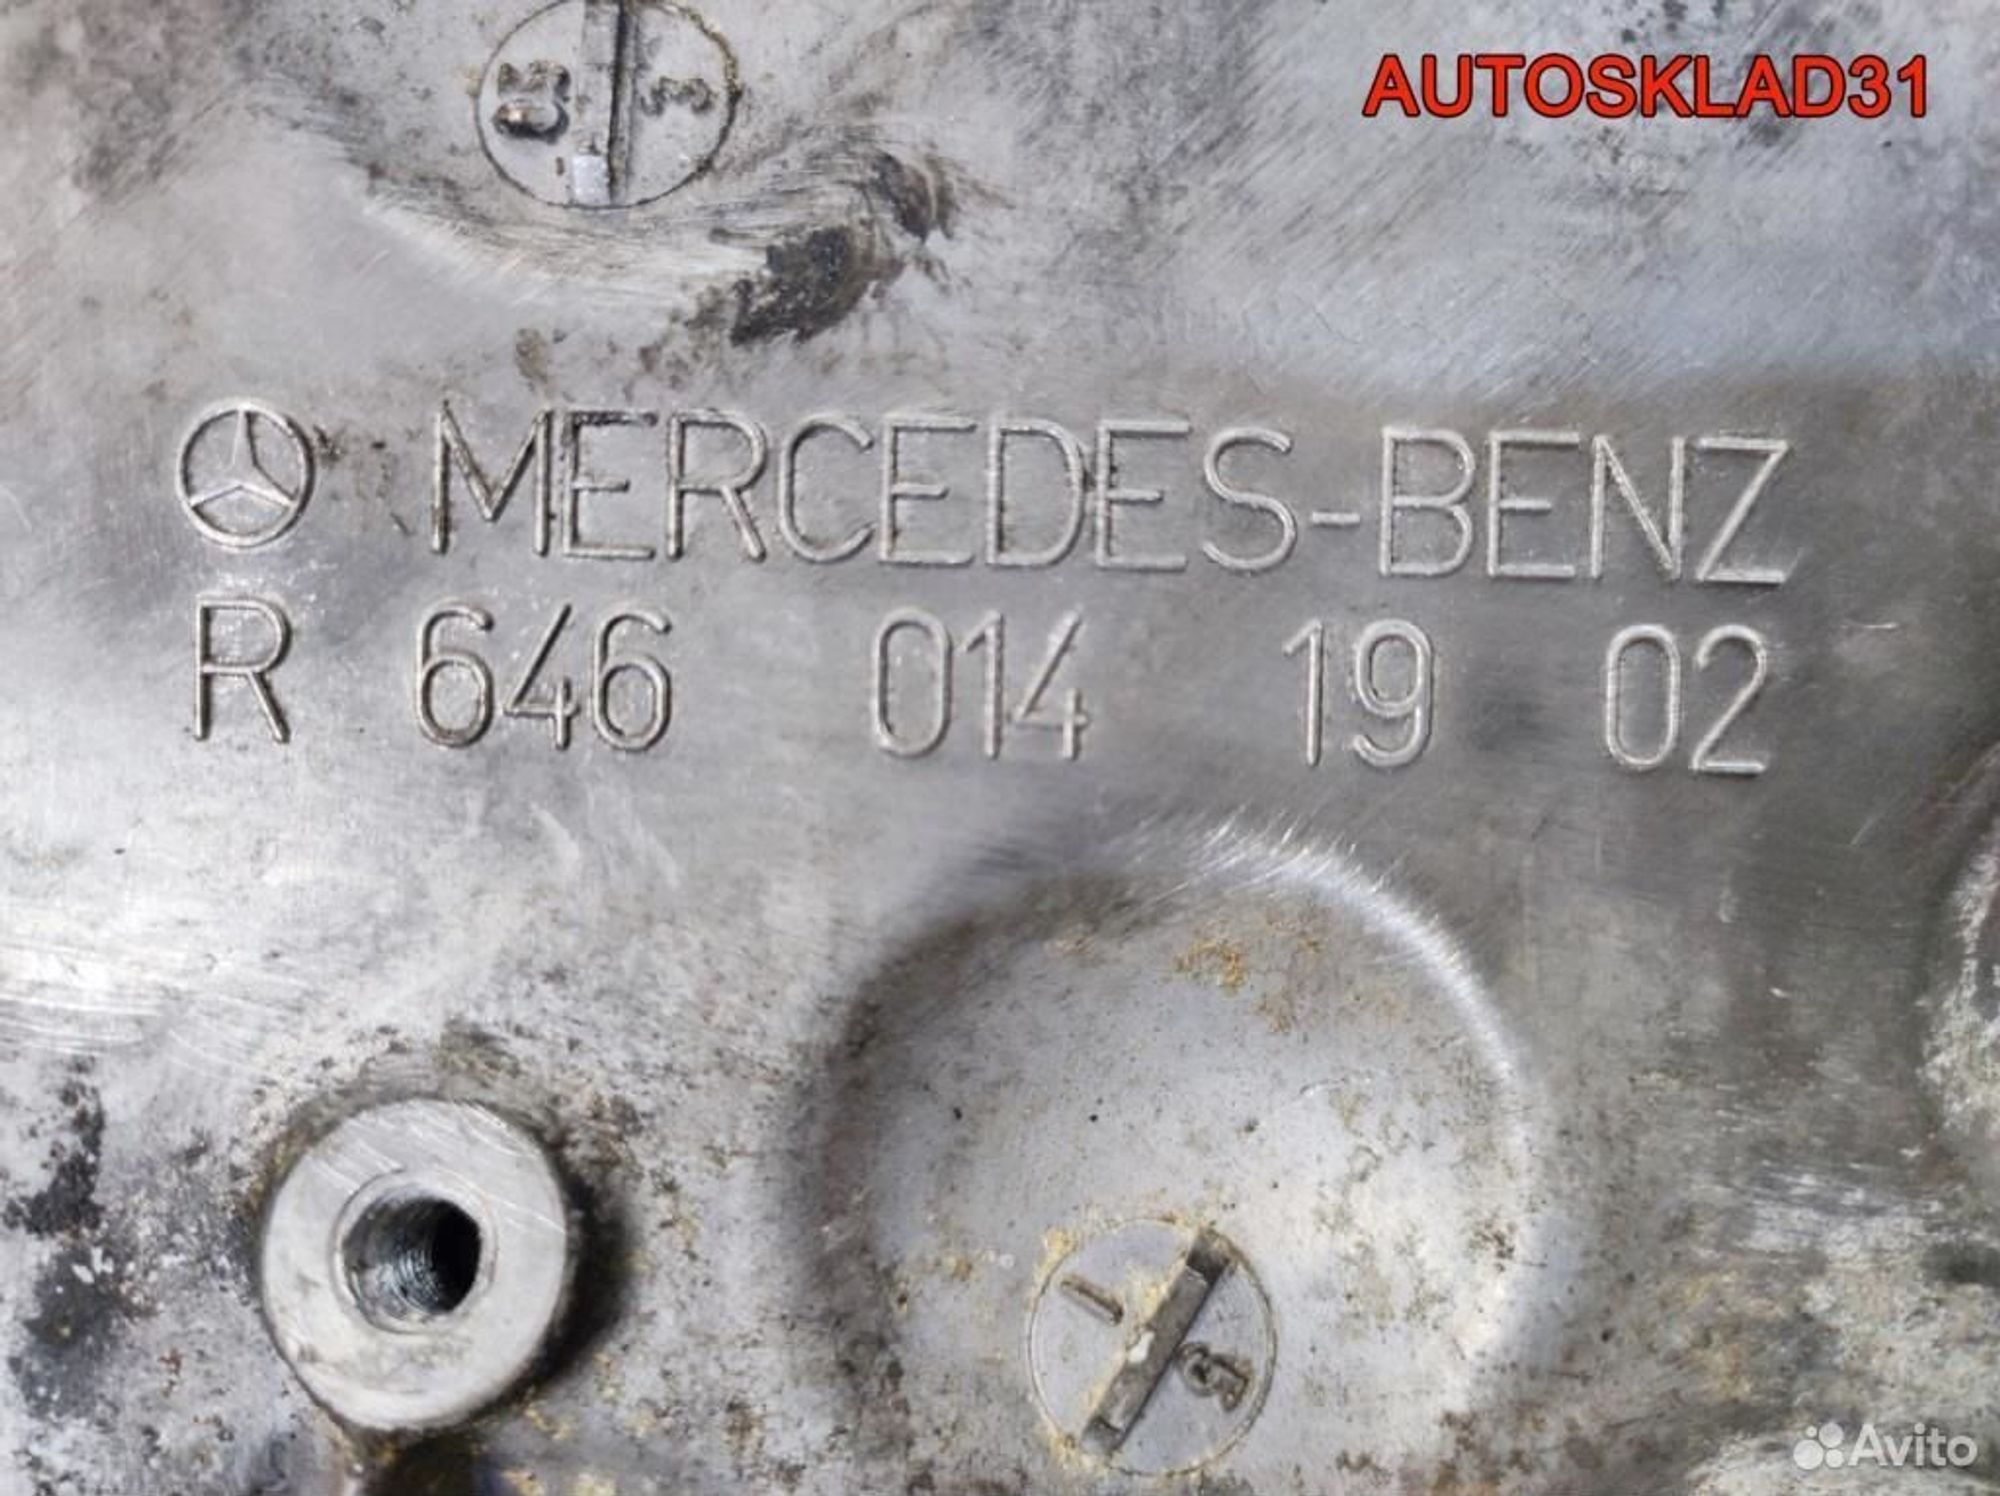 AUTOSKLAD31
MERCEDES-BENZ
R 646 014 19 02
Avito